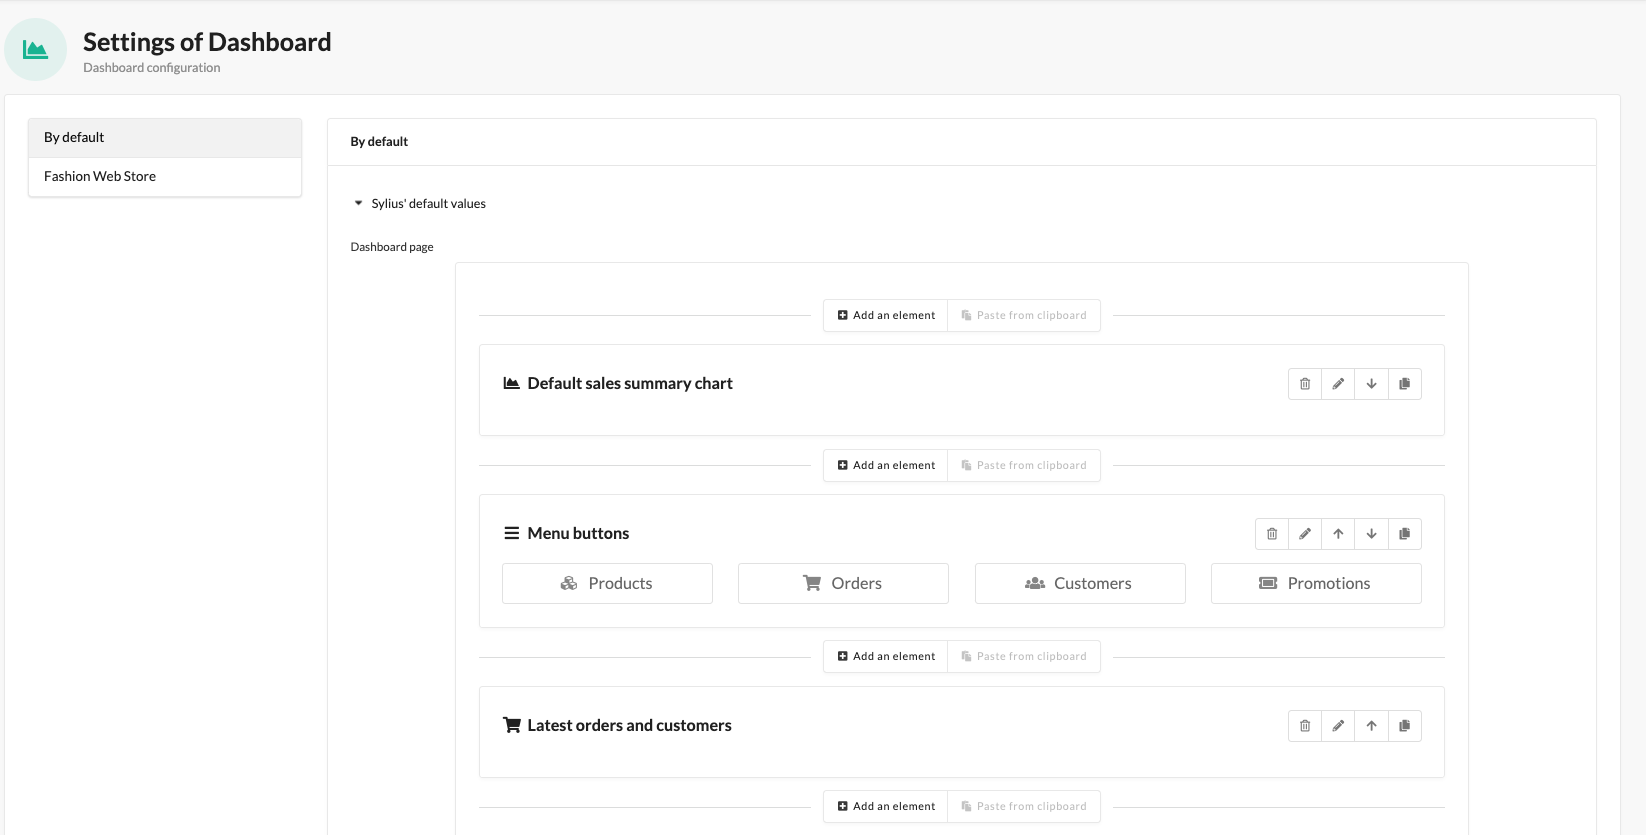 Settings of Dashboard
Dashboard configuration
By default
Fashion Web Store
By default
Sylius' default values
Dashboard page
Add an element Paste from clipboard
Default sales summary chart
Add an element Paste from clipboard
Menu buttons
Products Orders Customers Promotions
Add an element Paste from clipboard
Latest orders and customers
Add an element Paste from clipboard